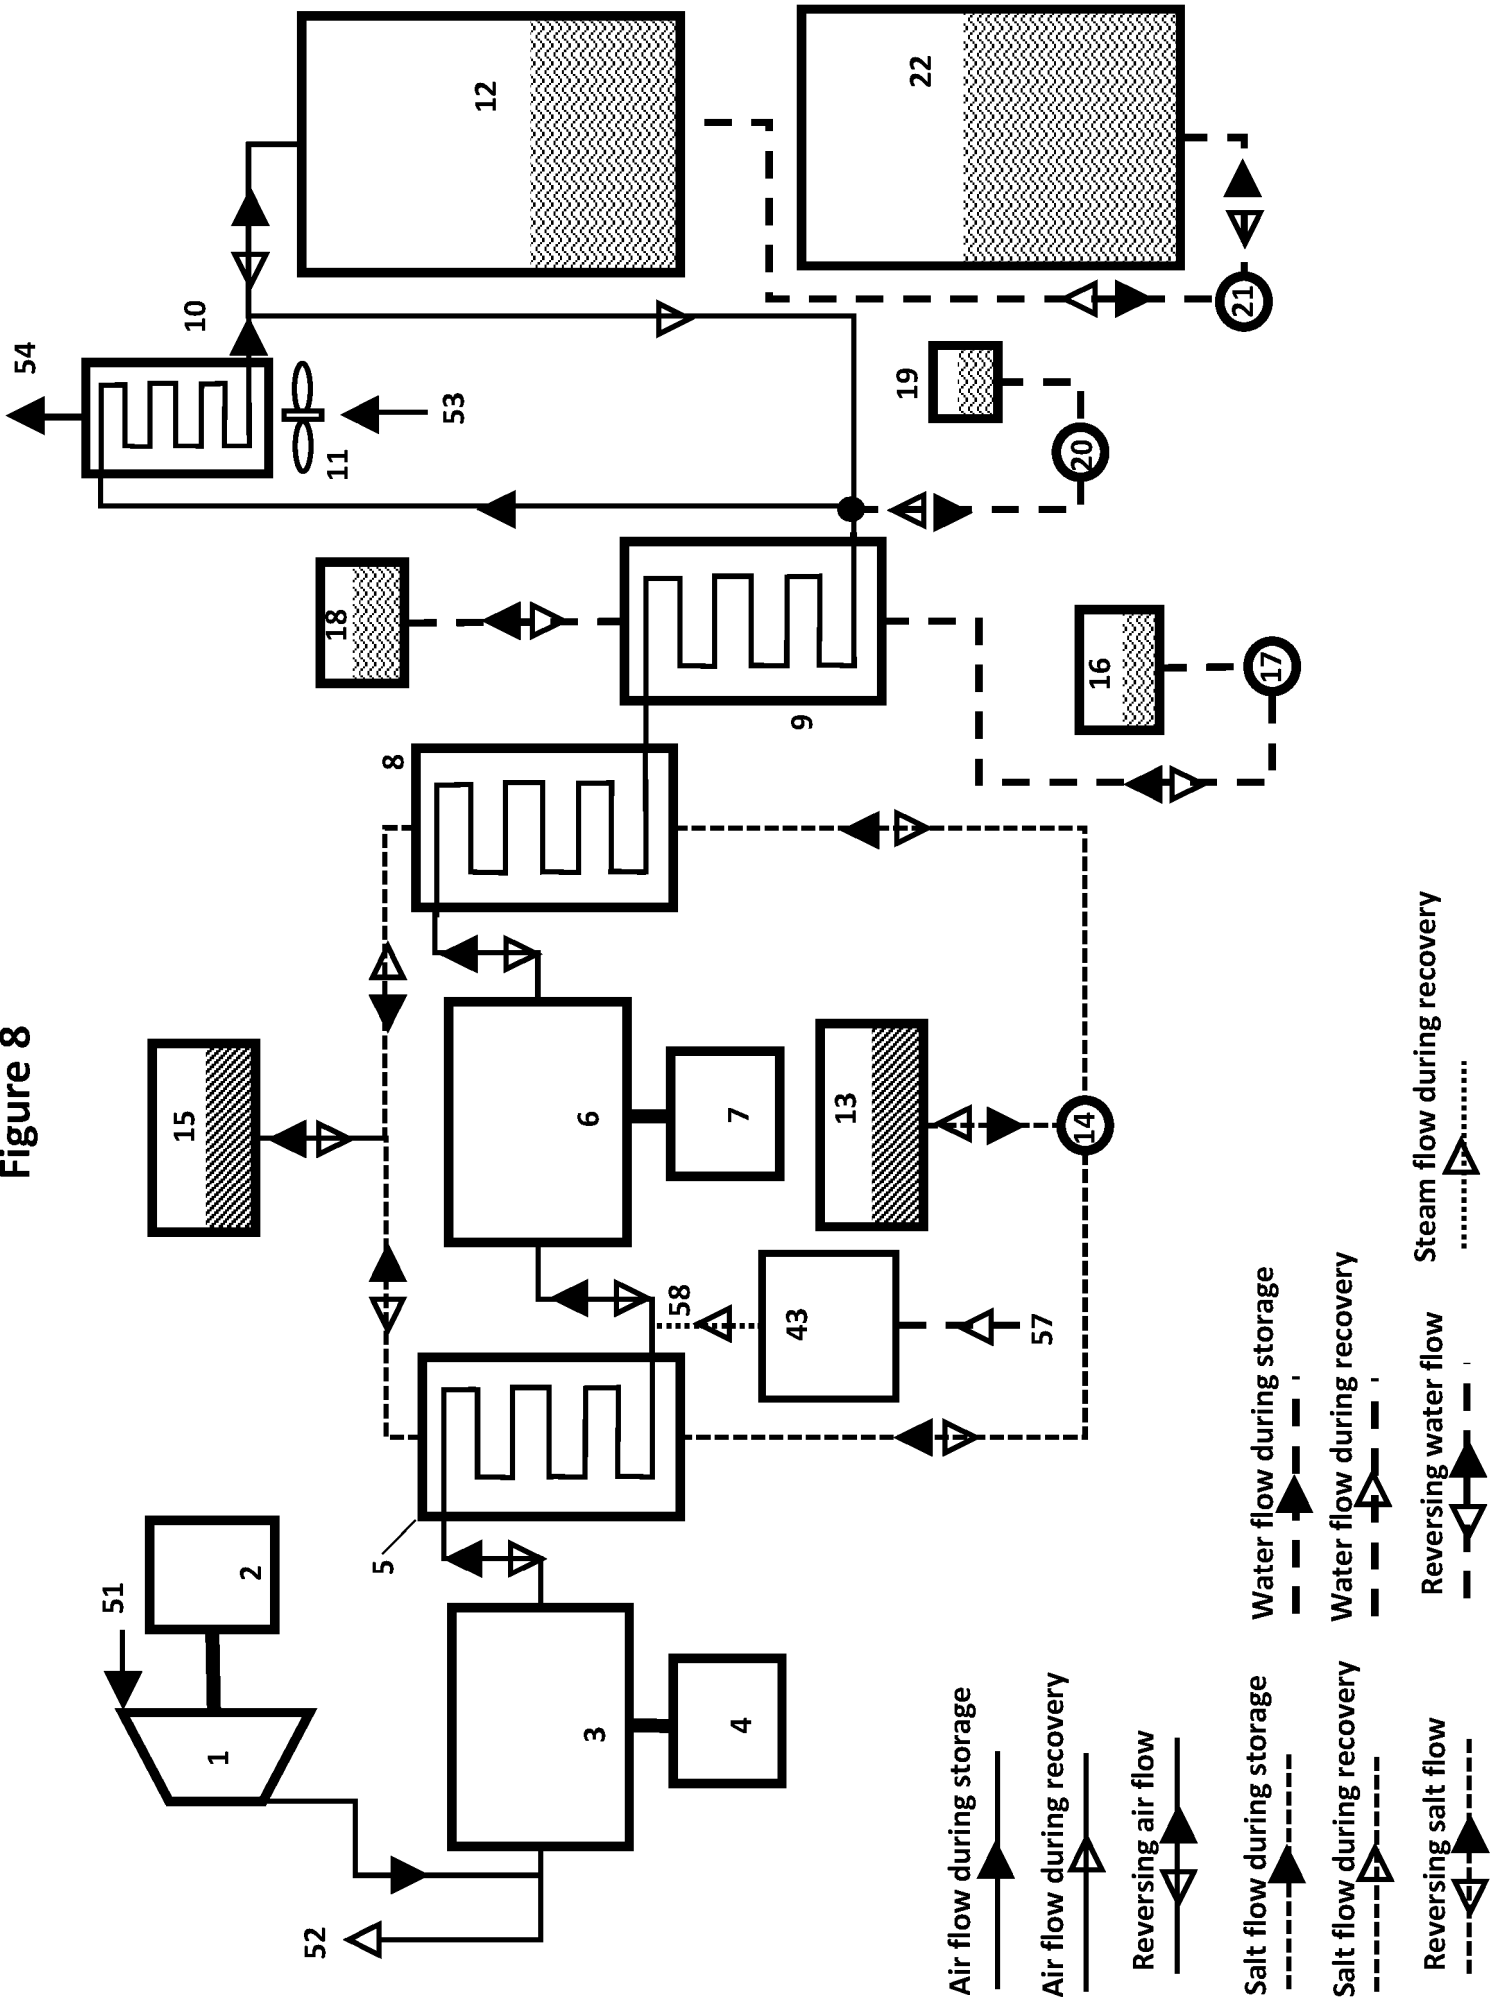 Figure 8
51
2
1
52
3
4
5
15
6
7
58
43
57
13
14
8
9
18
16
17
54
10
53
11
19
20
12
22
21
Air flow during storage
Air flow during recovery
Reversing air flow
Salt flow during storage
Salt flow during recovery
Reversing salt flow
Water flow during storage
Water flow during recovery
Reversing water flow
Steam flow during recovery